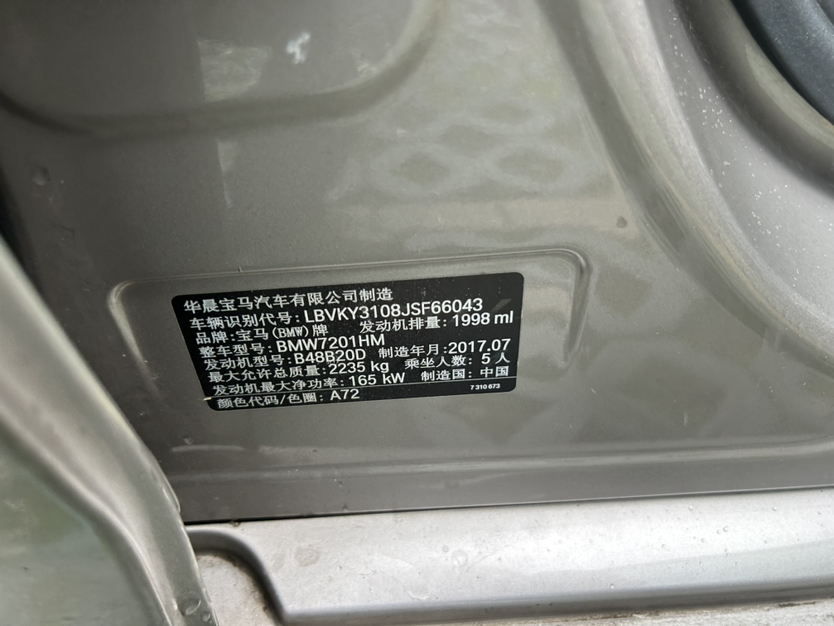 华晨宝马汽车有限公司制造
车辆识别代号: LBVKY3108JSF66043
品牌: 宝马(BMW)牌 发动机排量: 1998 ml
整车型号: BMW7201HM
发动机型号: B48B20D 制造年月: 2017.07
最大允许总质量: 2235 kg 乘坐人数: 5 人
发动机最大净功率: 165 kW 制造国: 中国
颜色代码/色圈: A72 7 310 673